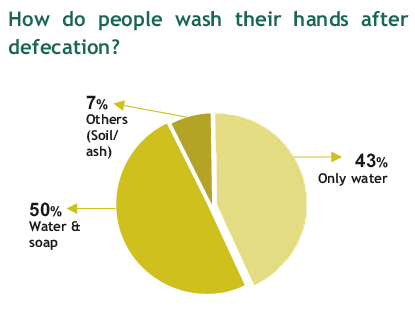 How do people wash their hands after
defecation?
7%
Others
(Soil/
ash)
43%
Only water
50%
Water &
soap